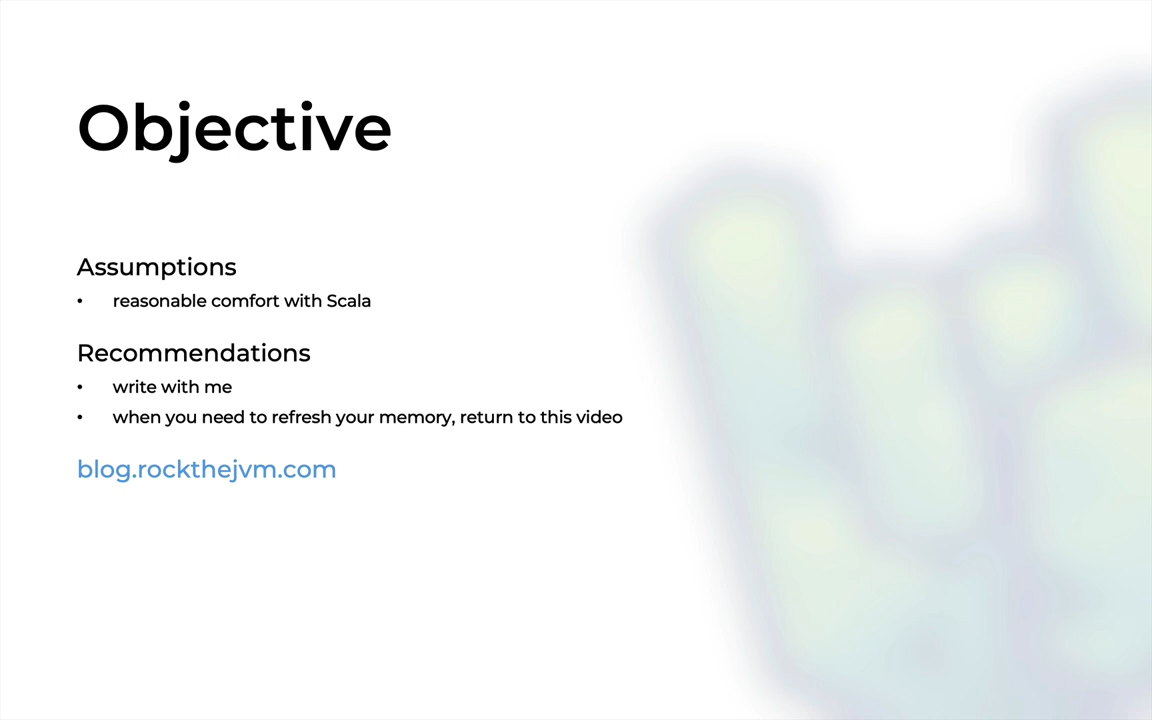 Objective
Assumptions
• reasonable comfort with Scala
Recommendations
• write with me
• when you need to refresh your memory, return to this video
blog.rockthejvm.com